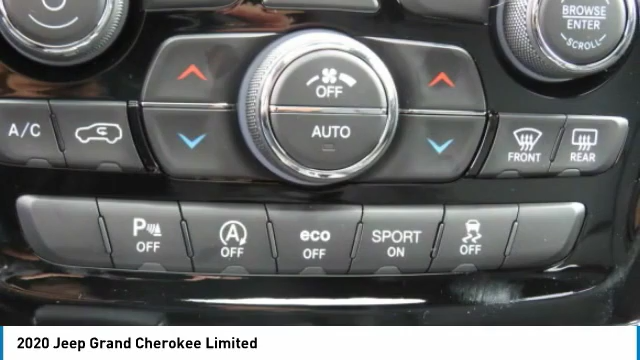 BROWSE
ENTER
SCROLL
OFF
AUTO
A/C
FRONT
REAR
P OFF
A OFF
eco OFF
SPORT ON
OFF
2020 Jeep Grand Cherokee Limited